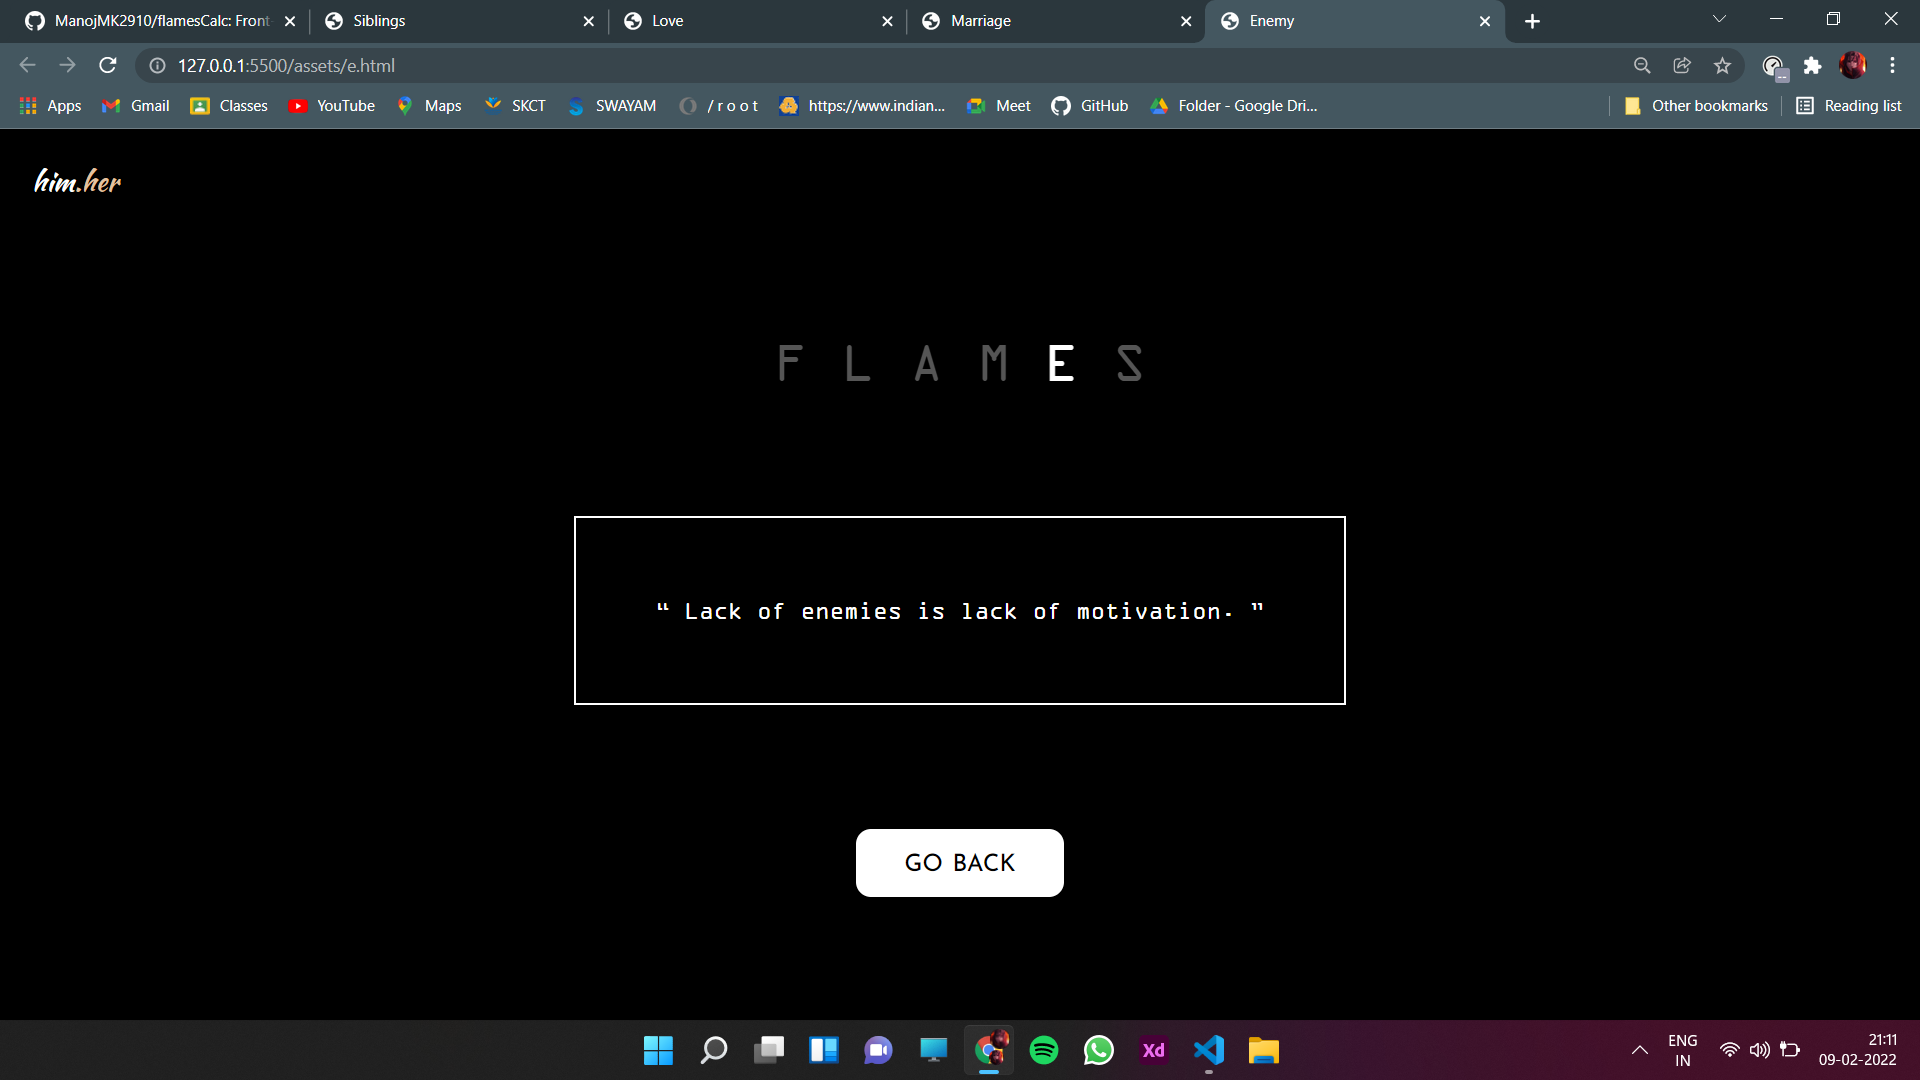 ManojMK2910/flamesCalc: Front-
Siblings
Love
Marriage
Enemy
127.0.0.1:5500/assets/e.html
Apps
Gmail
Classes
YouTube
Maps
SKCT
SWAYAM
/ r o o t
https://www.indian...
Meet
GitHub
Folder - Google Dri...
Other bookmarks
Reading list
him.her
F L A M E S
“ Lack of enemies is lack of motivation. ”
GO BACK
Xd
ENG
IN
21:11
09-02-2022